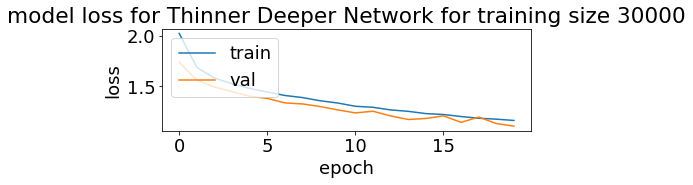 model loss for Thinner Deeper Network for training size 30000
2.0
1.5
loss
train
val
0 5 10 15
epoch